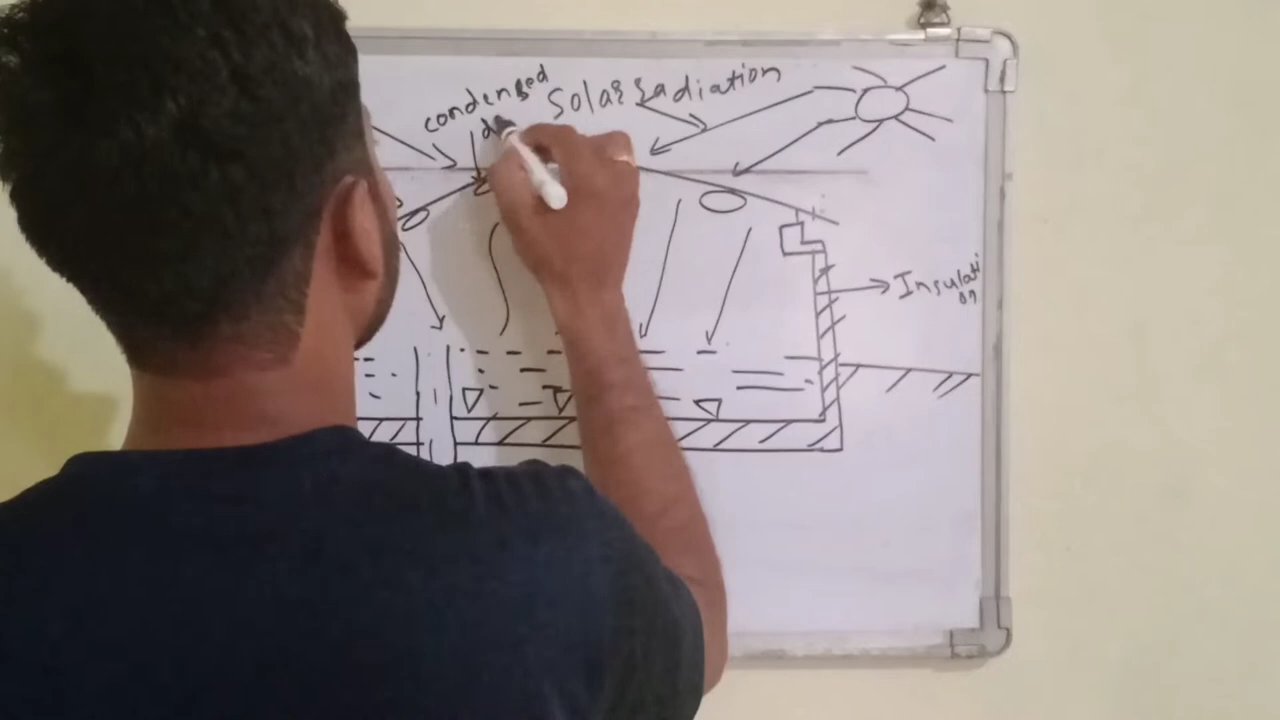 condensed
Solar radiation
d
Insulati
on